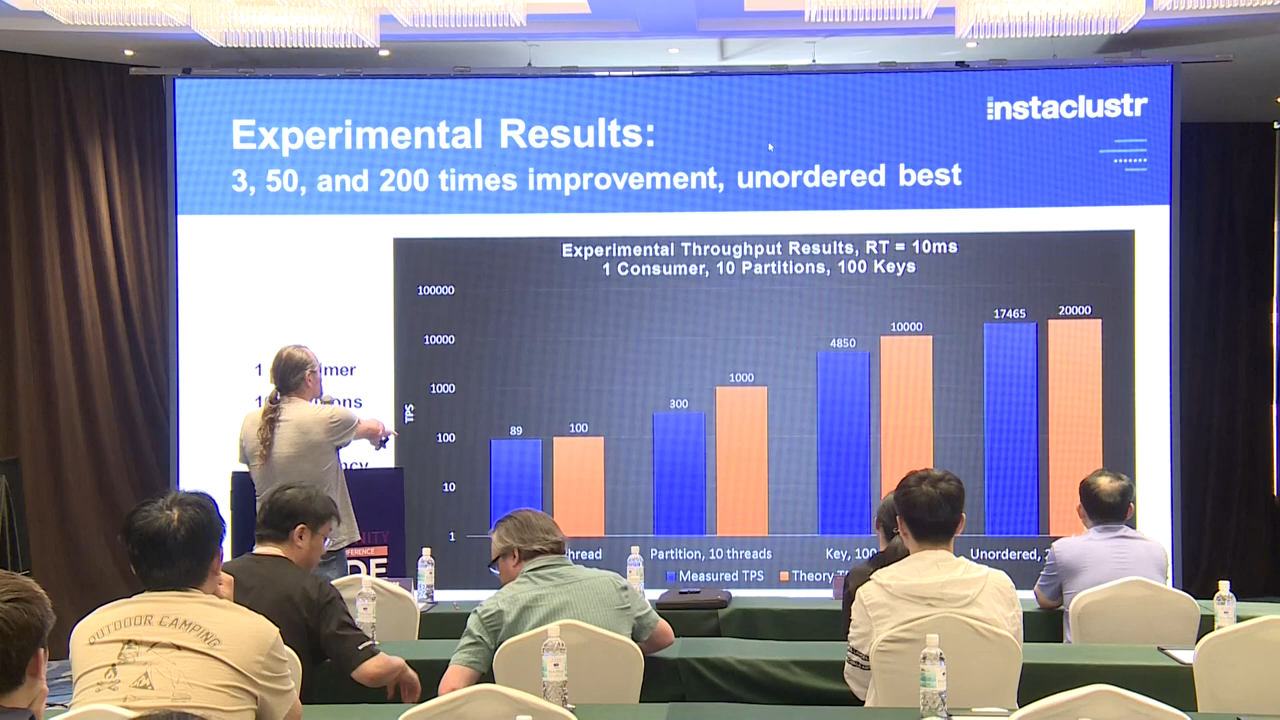 instaclustr
Experimental Results:
3, 50, and 200 times improvement, unordered best
Experimental Throughput Results, RT = 10ms
1 Consumer, 10 Partitions, 100 Keys
100000
10000
1000
100
10
1
TPS
89
100
300
1000
4850
10000
17465
20000
Partition, 10 threads
Key, 100
Unordered,
Measured TPS
Theory
1
OUTDOOR CAMPING